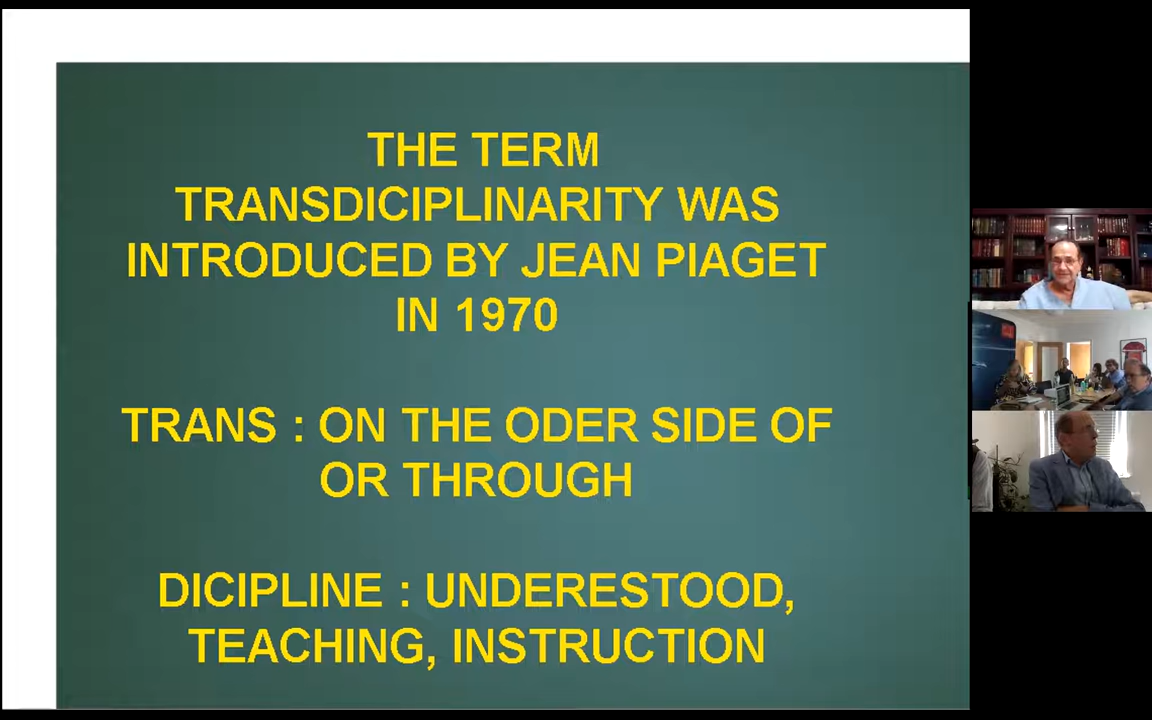 THE TERM
TRANSDICIPLINARITY WAS
INTRODUCED BY JEAN PIAGET
IN 1970
TRANS : ON THE ODER SIDE OF
OR THROUGH
DICIPLINE : UNDERESTOOD,
TEACHING, INSTRUCTION